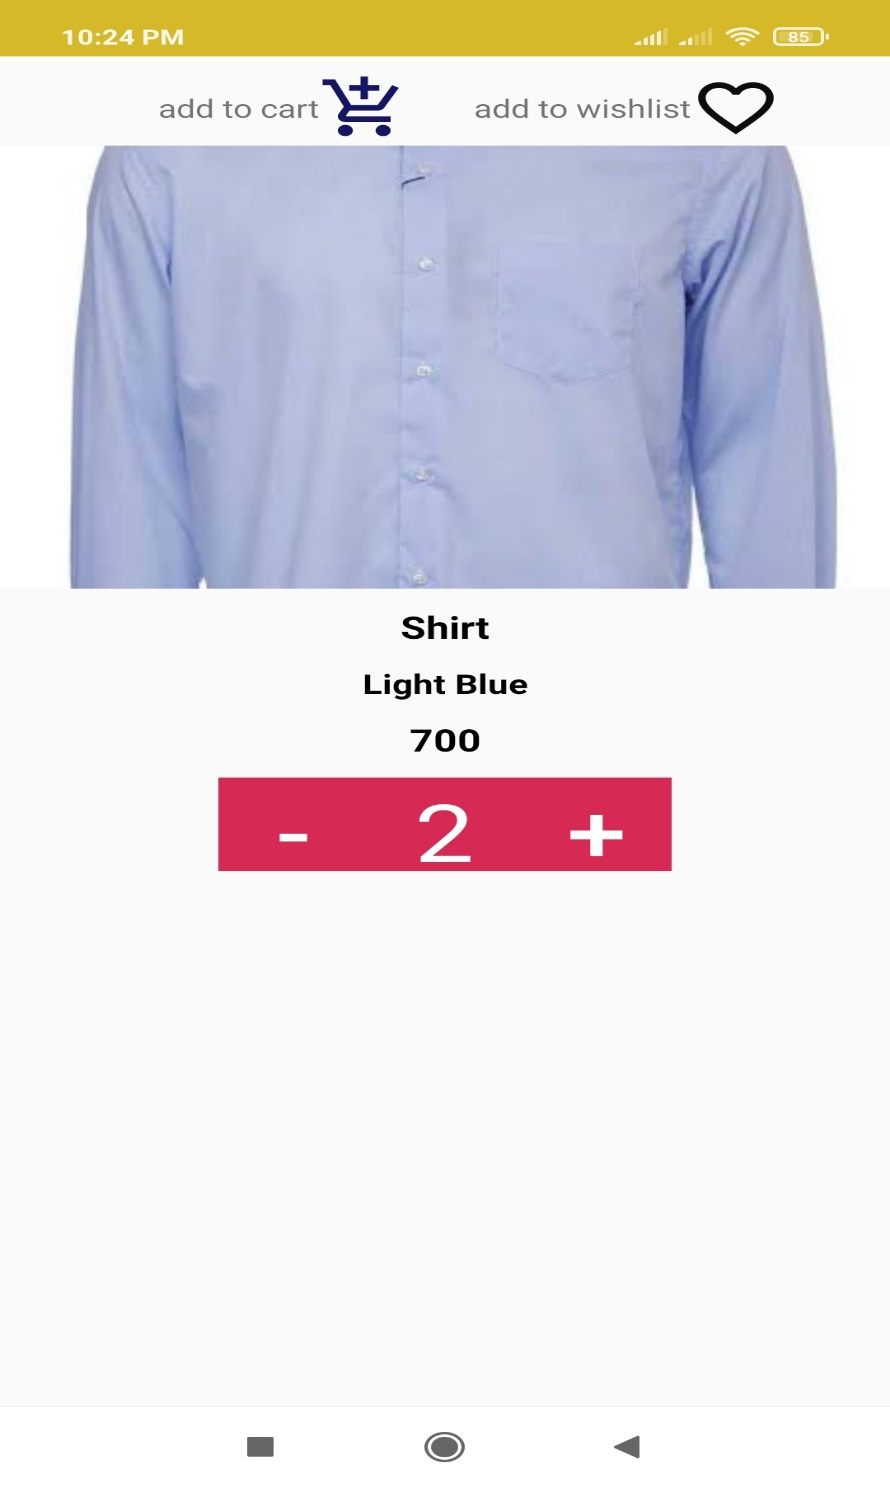 10:24 PM 85
add to cart add to wishlist
Shirt
Light Blue
700
- 2 +